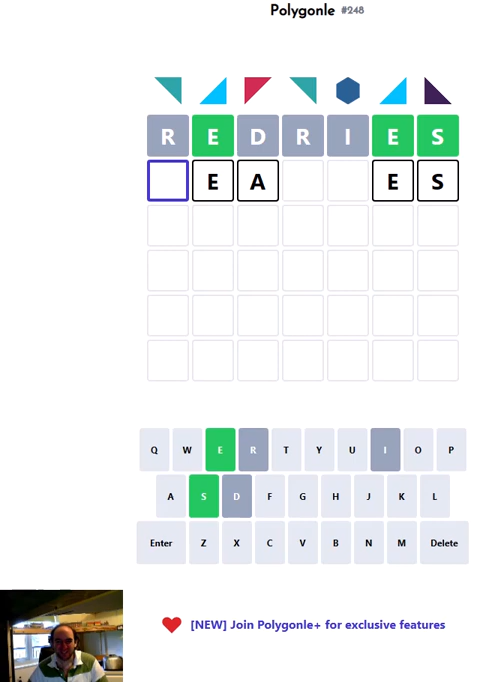 Polygonle #248
R E D R I E S
E A E S
Q W E R T Y U I O P
A S D F G H J K L
Enter Z X C V B N M Delete
[NEW] Join Polygonle+ for exclusive features